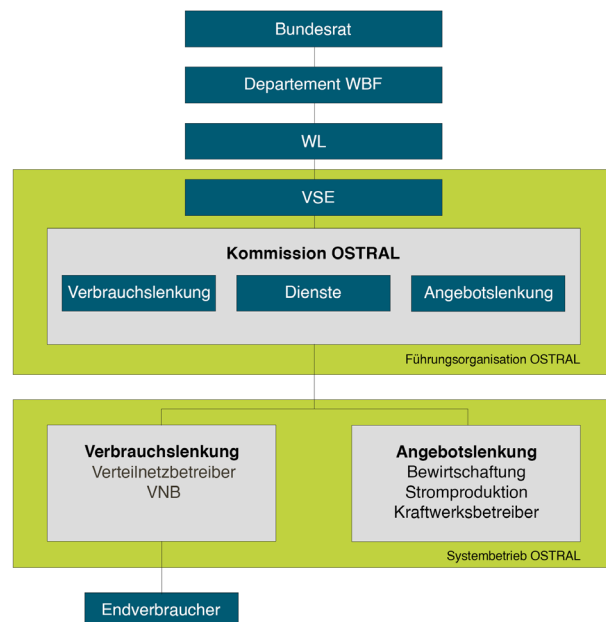 Bundesrat
Departement WBF
WL
VSE
Kommission OSTRAL
Verbrauchslenkung
Dienste
Angebotslenkung
Führungsorganisation OSTRAL
Verbrauchslenkung
Verteilnetzbetreiber
VNB
Angebotslenkung
Bewirtschaftung
Stromproduktion
Kraftwerksbetreiber
Systembetrieb OSTRAL
Endverbraucher